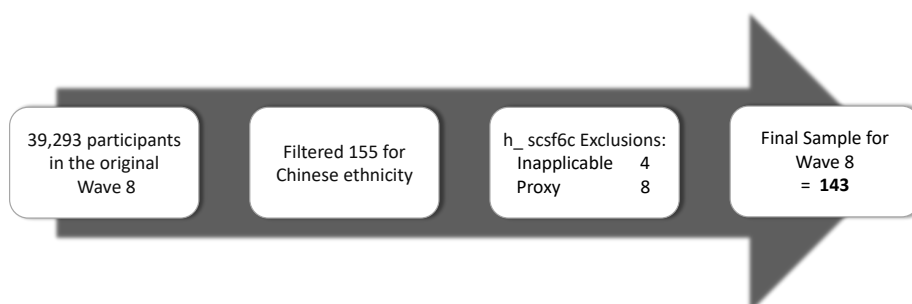 39,293 participants
in the original
Wave 8
Filtered 155 for
Chinese ethnicity
h_ scsf6c Exclusions:
Inapplicable 4
Proxy 8
Final Sample for
Wave 8
= 143